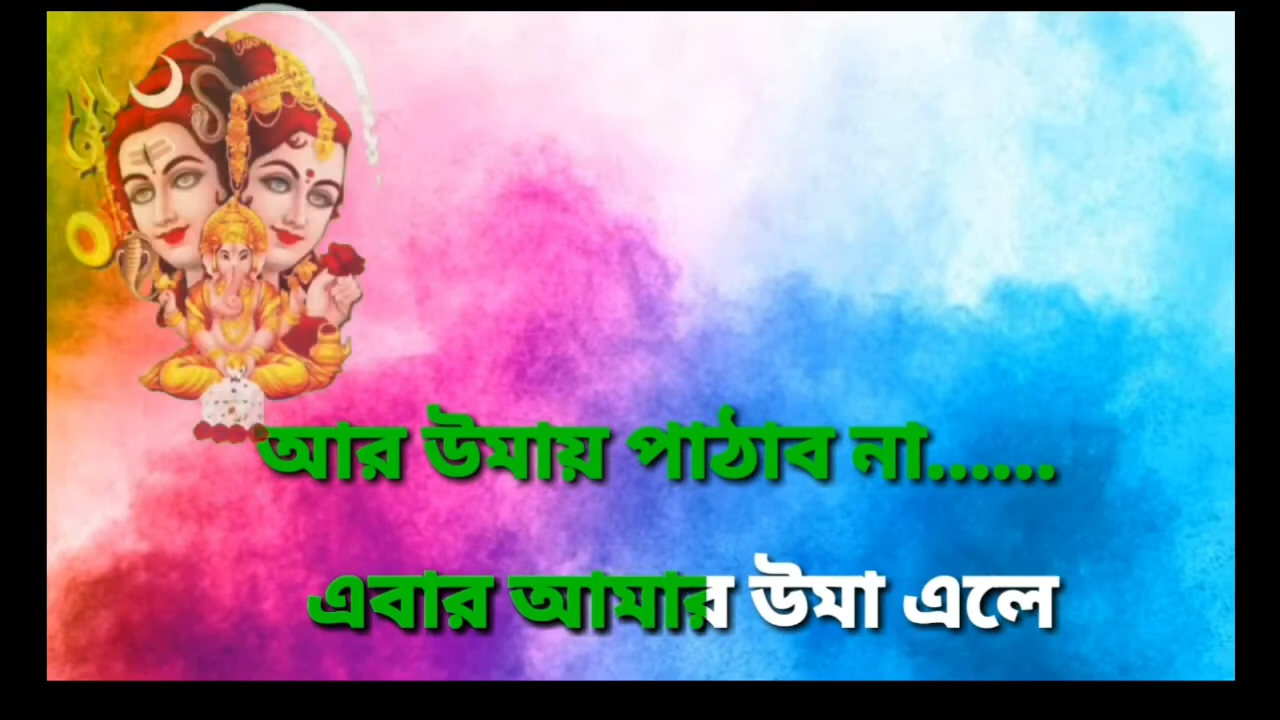 আর উমায় পাঠাব না......
এবার আমার উমা এলে